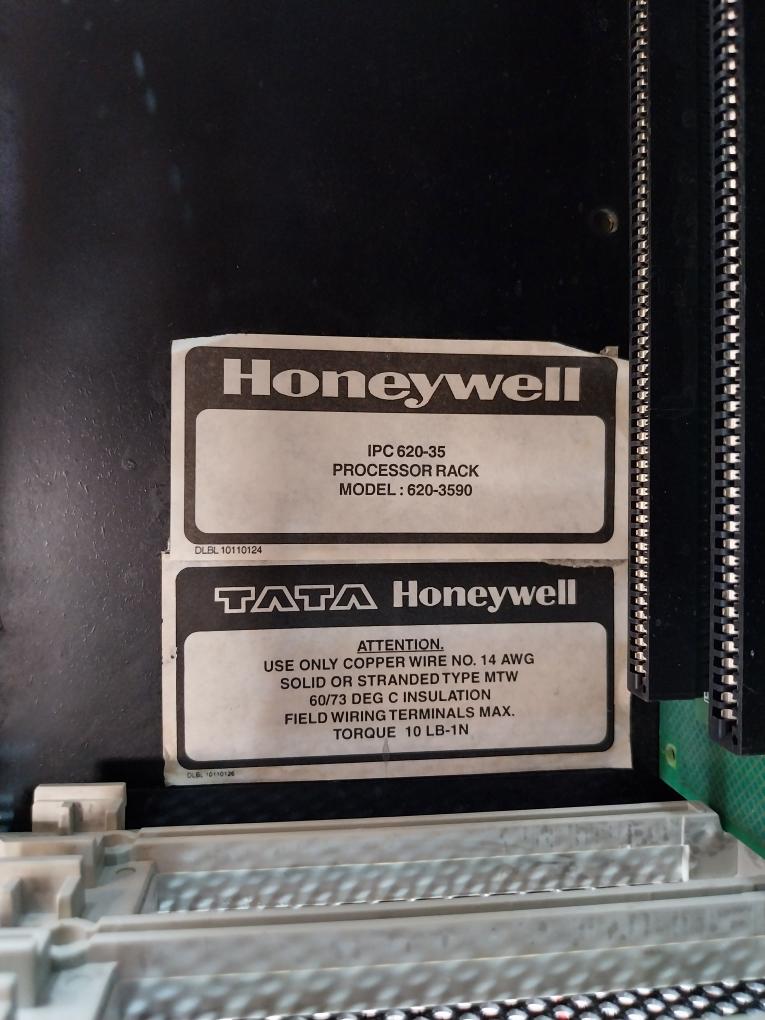 Honeywell
IPC 620-35
PROCESSOR RACK
MODEL : 620-3590
DLBL 10110124
TATA Honeywell
ATTENTION.
USE ONLY COPPER WIRE NO. 14 AWG
SOLID OR STRANDED TYPE MTW
60/73 DEG C INSULATION
FIELD WIRING TERMINALS MAX.
TORQUE 10 LB-1N
DLBL 10110126